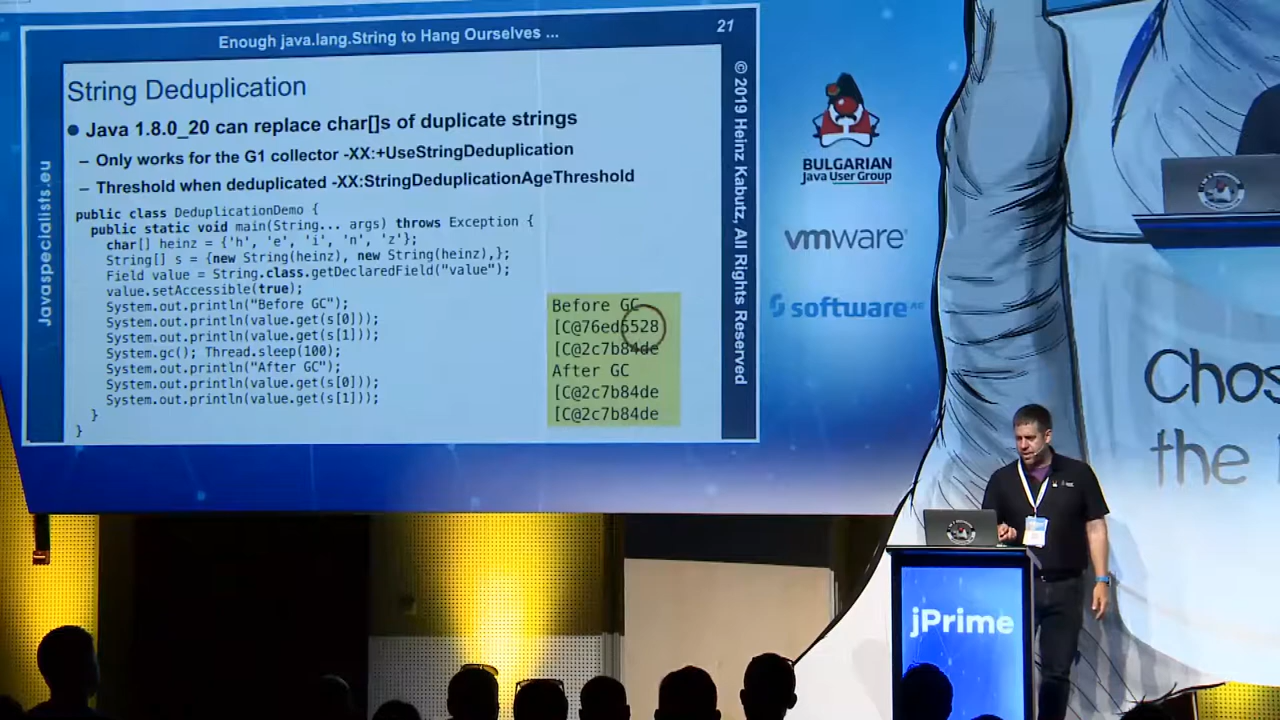 Enough java.lang.String to Hang Ourselves ...
21
String Deduplication
Java 1.8.0_20 can replace char[]s of duplicate strings
– Only works for the G1 collector -XX:+UseStringDeduplication
– Threshold when deduplicated -XX:StringDeduplicationAgeThreshold
public class DeduplicationDemo {
public static void main(String... args) throws Exception {
char[] heinz = {'h', 'e', 'i', 'n', 'z'};
String[] s = {new String(heinz), new String(heinz),};
Field value = String.class.getDeclaredField("value");
value.setAccessible(true);
System.out.println("Before GC");
System.out.println(value.get(s[0]));
System.out.println(value.get(s[1]));
System.gc(); Thread.sleep(100);
System.out.println("After GC");
System.out.println(value.get(s[0]));
System.out.println(value.get(s[1]));
}
}
Before GC
[C@76ed5528
[C@2c7b84de
After GC
[C@2c7b84de
[C@2c7b84de
Javaspecialists.eu
© 2019 Heinz Kabutz, All Rights Reserved
BULGARIAN
Java User Group
vmware
software AG
Chos
the
jPrime